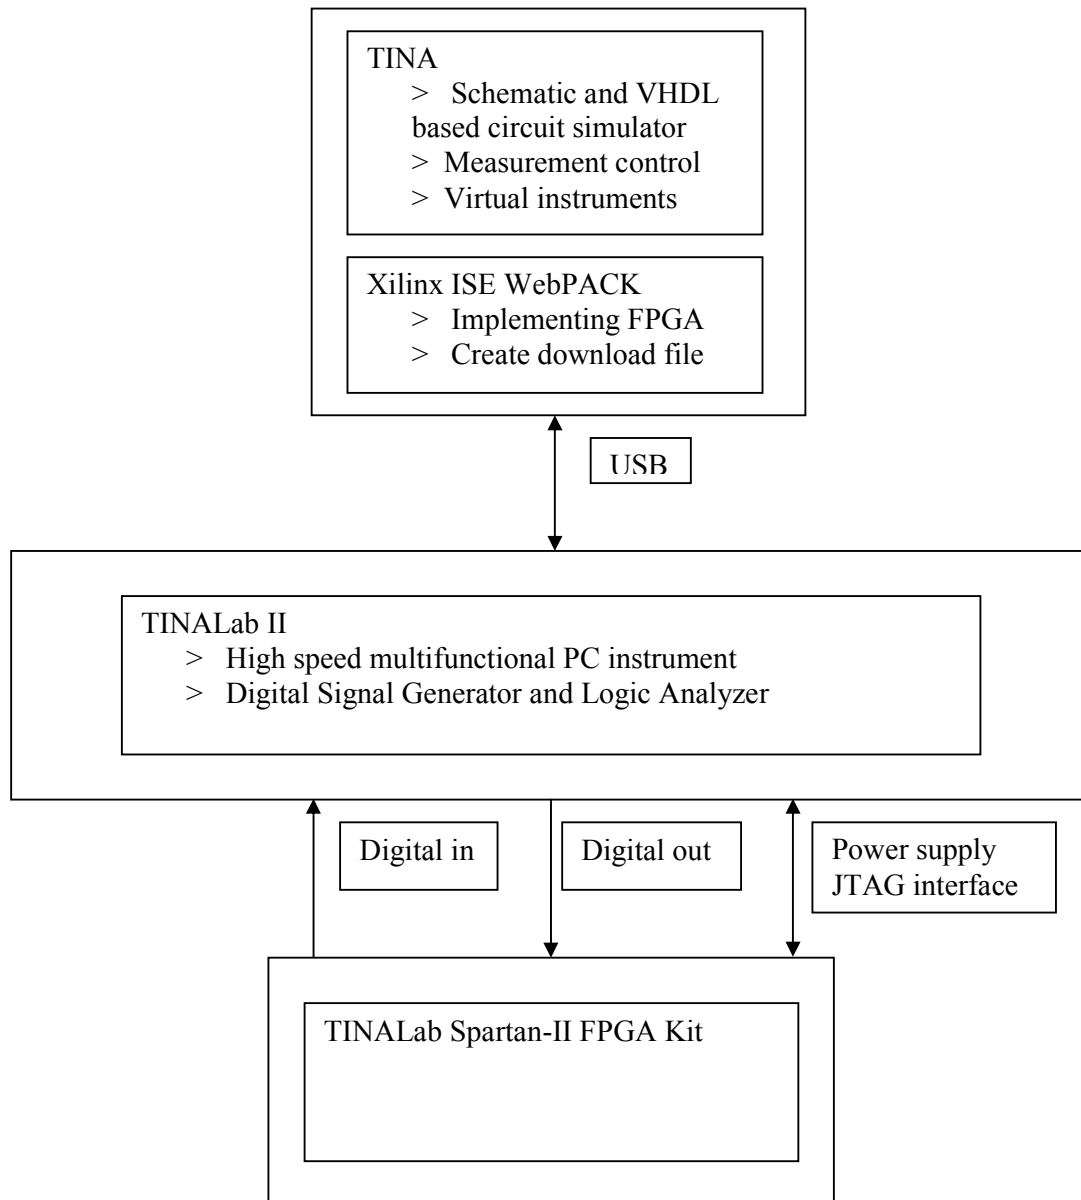 TINA
> Schematic and VHDL
based circuit simulator
> Measurement control
> Virtual instruments
Xilinx ISE WebPACK
> Implementing FPGA
> Create download file
USB
TINALab II
> High speed multifunctional PC instrument
> Digital Signal Generator and Logic Analyzer
Digital in
Digital out
Power supply
JTAG interface
TINALab Spartan-II FPGA Kit